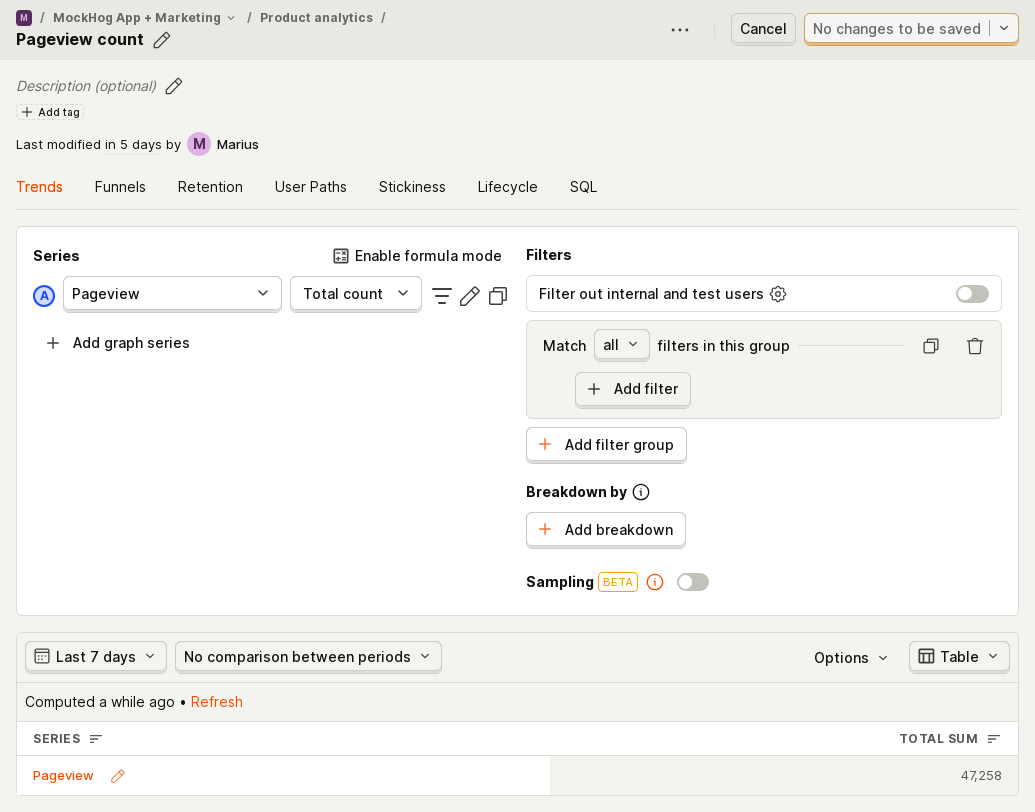 M / MockHog App + Marketing / Product analytics /
Pageview count
Cancel
No changes to be saved
Description (optional)
Add tag
Last modified in 5 days by M Marius
Trends Funnels Retention User Paths Stickiness Lifecycle SQL
Series
Enable formula mode
A Pageview Total count
Add graph series
Filters
Filter out internal and test users
Match all filters in this group
Add filter
Add filter group
Breakdown by
Add breakdown
Sampling BETA
Last 7 days No comparison between periods Options Table
Computed a while ago • Refresh
SERIES TOTAL SUM
Pageview 47,258